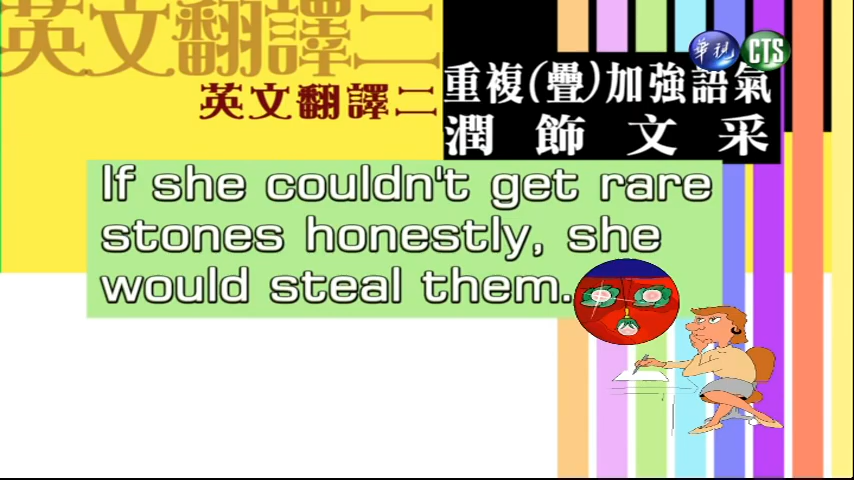 英文翻譯二
華視 CTS
英文翻譯二
重複(疊)加強語氣
潤飾文采
If she couldn't get rare
stones honestly, she
would steal them.